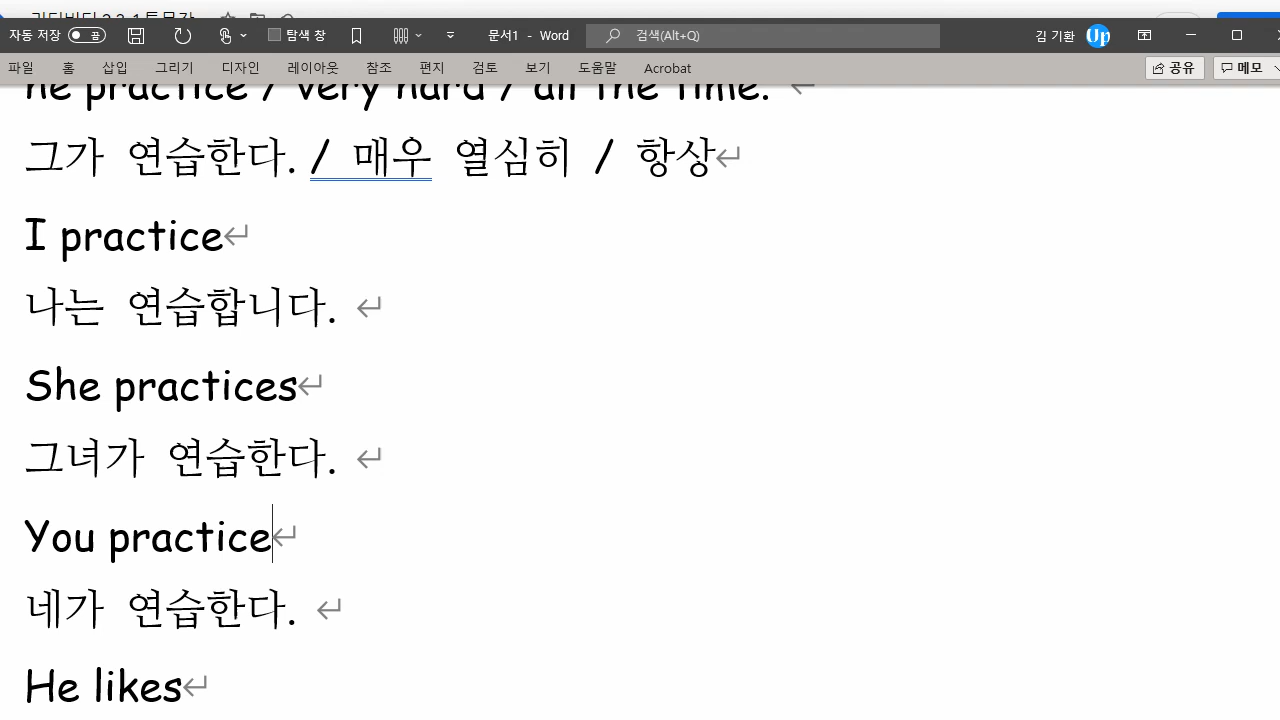 자동 저장 끔 탐색 창 문서1 - Word 검색(Alt+Q) 김 기환 Up
파일 홈 삽입 그리기 디자인 레이아웃 참조 편지 검토 보기 도움말 Acrobat 공유 메모
he practice / very hard / all the time.
그가 연습한다. / 매우 열심히 / 항상
I practice
나는 연습합니다.
She practices
그녀가 연습한다.
You practice
네가 연습한다.
He likes